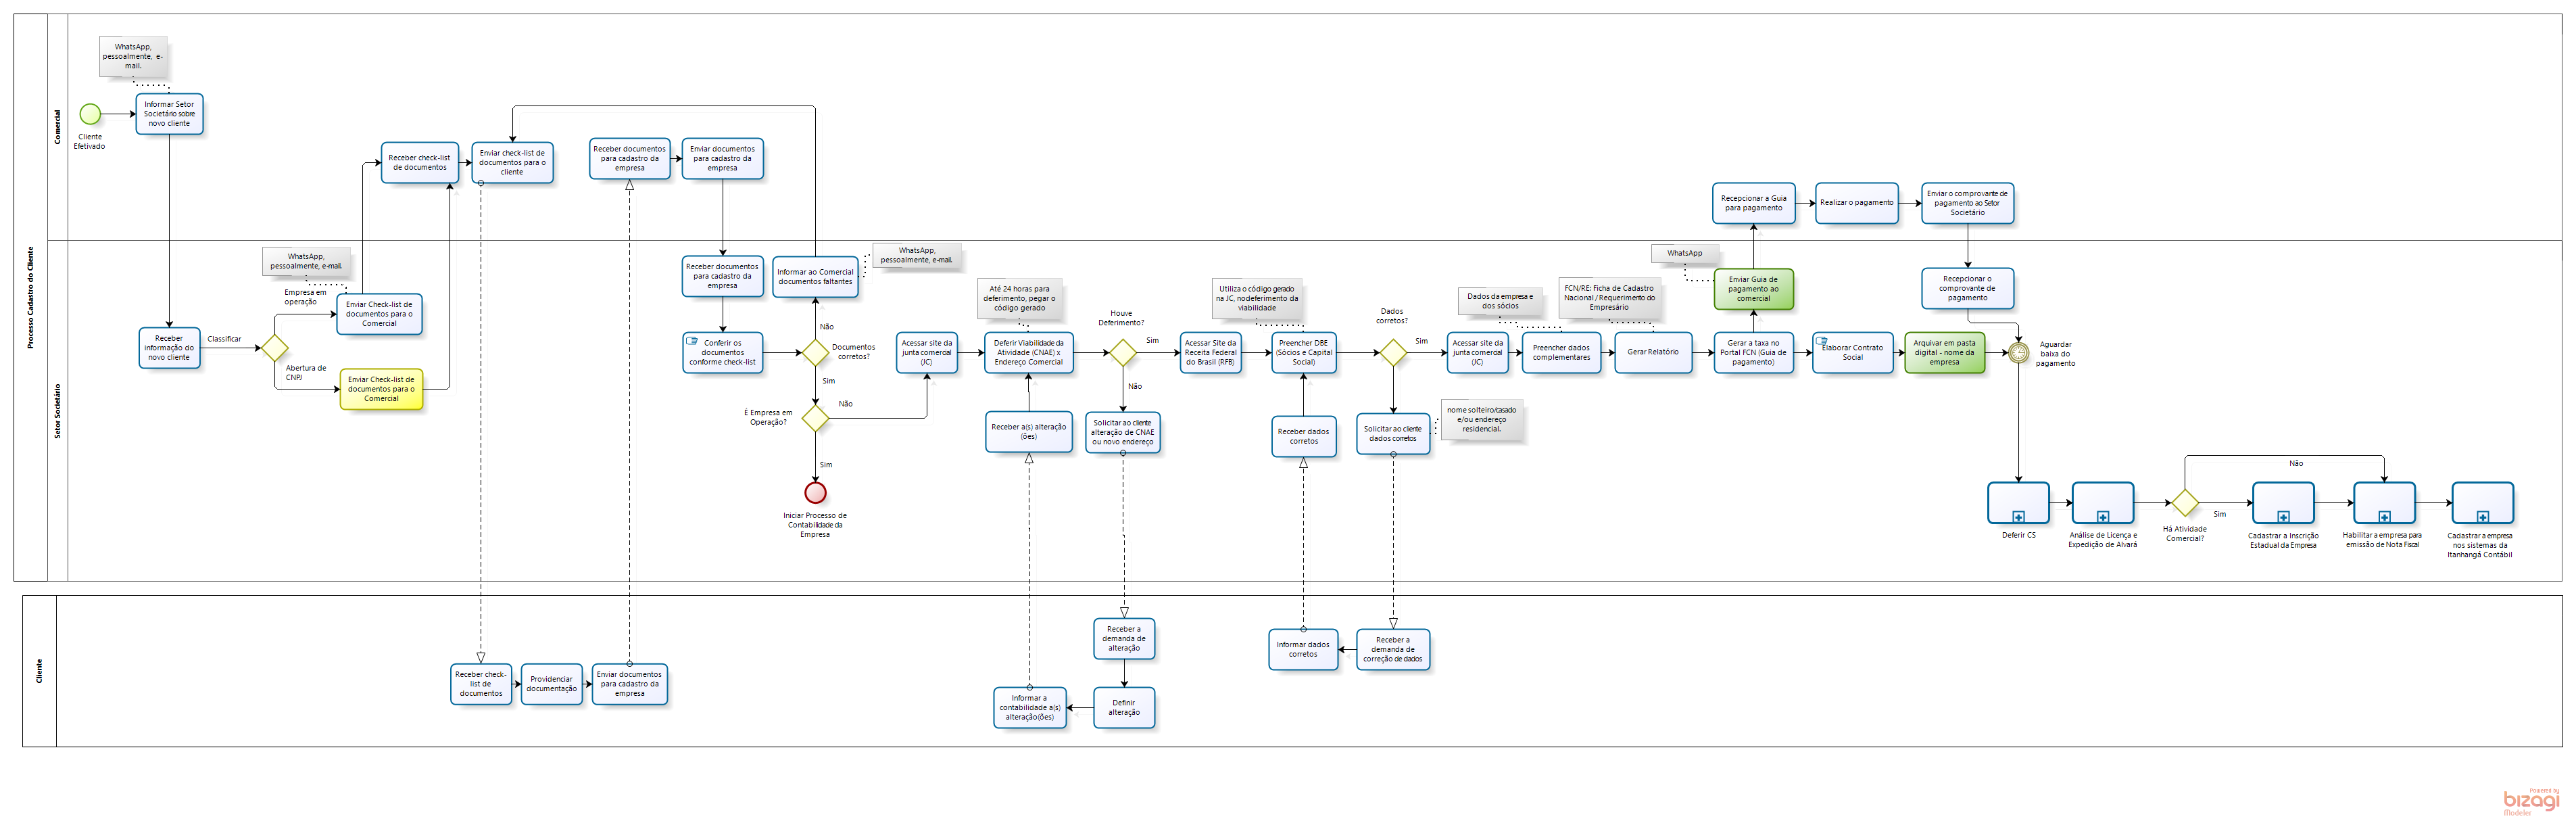 Processo Cadastro do Cliente
Comercial
WhatsApp,
pessoalmente, e-
mail.
Cliente
Efetivado
Informar Setor
Societário sobre
novo cliente
Receber check-list
de documentos
Enviar check-list de
documentos para o
cliente
Receber documentos
para cadastro da
empresa
Enviar documentos
para cadastro da
empresa
Recepcionar a Guia
para pagamento
Realizar o pagamento
Enviar o comprovante de
pagamento ao Setor
Societário
Setor Societário
Receber
informação do
novo cliente
Classificar
WhatsApp,
pessoalmente, e-mail
Empresa em
operação
Enviar Check-list de
documentos para o
Comercial
Abertura de
CNPJ
Enviar Check-list de
documentos para o
Comercial
Receber documentos
para cadastro da
empresa
Informar ao Comercial
documentos faltantes
WhatsApp,
pessoalmente, e-mail
Conferir os
documentos
conforme check-list
Não
Documentos
corretos?
Sim
É Empresa em
Operação?
Não
Sim
Iniciar Processo de
Contabilidade da
Empresa
Acessar site da
junta comercial
(JC)
Até 24 horas para
deferimento, pegar o
código gerado
Deferir Viabilidade da
Atividade (CNAE) x
Endereço Comercial
Receber a(s) alteração
(ões)
Houve
Deferimento?
Sim
Não
Solicitar ao cliente
alteração de CNAE
ou novo endereço
Acessar Site da
Receita Federal
do Brasil (RFB)
Utiliza o código gerado
na JC, nodeferimento da
viabilidade
Preencher DBE
(Sócios e Capital
Social)
Receber dados
corretos
Dados
corretos?
Sim
Solicitar ao cliente
dados corretos
nome solteiro/casado
e/ou endereço
residencial.
Acessar site da
junta comercial
(JC)
Dados da empresa e
dos sócios
Preencher dados
complementares
FCN/RE: Ficha de Cadastro
Nacional / Requerimento do
Empresário
Gerar Relatório
WhatsApp
Enviar Guia de
pagamento ao
comercial
Gerar a taxa no
Portal FCN (Guia de
pagamento)
Elaborar Contrato
Social
Arquivar em pasta
digital - nome da
empresa
Recepcionar o
comprovante de
pagamento
Aguardar
baixa do
pagamento
Deferir CS
Análise de Licença e
Expedição de Alvará
Há Atividade
Comercial?
Não
Sim
Cadastrar a Inscrição
Estadual da Empresa
Habilitar a empresa para
emissão de Nota Fiscal
Cadastrar a empresa
nos sistemas da
Itanhangá Contábil
Cliente
Receber check-
list de
documentos
Providenciar
documentação
Enviar documentos
para cadastro da
empresa
Informar a
contabilidade a(s)
alteração(ões)
Receber a
demanda de
alteração
Definir
alteração
Informar dados
corretos
Receber a
demanda de
correção de dados
Powered by
bizagi
Modeler